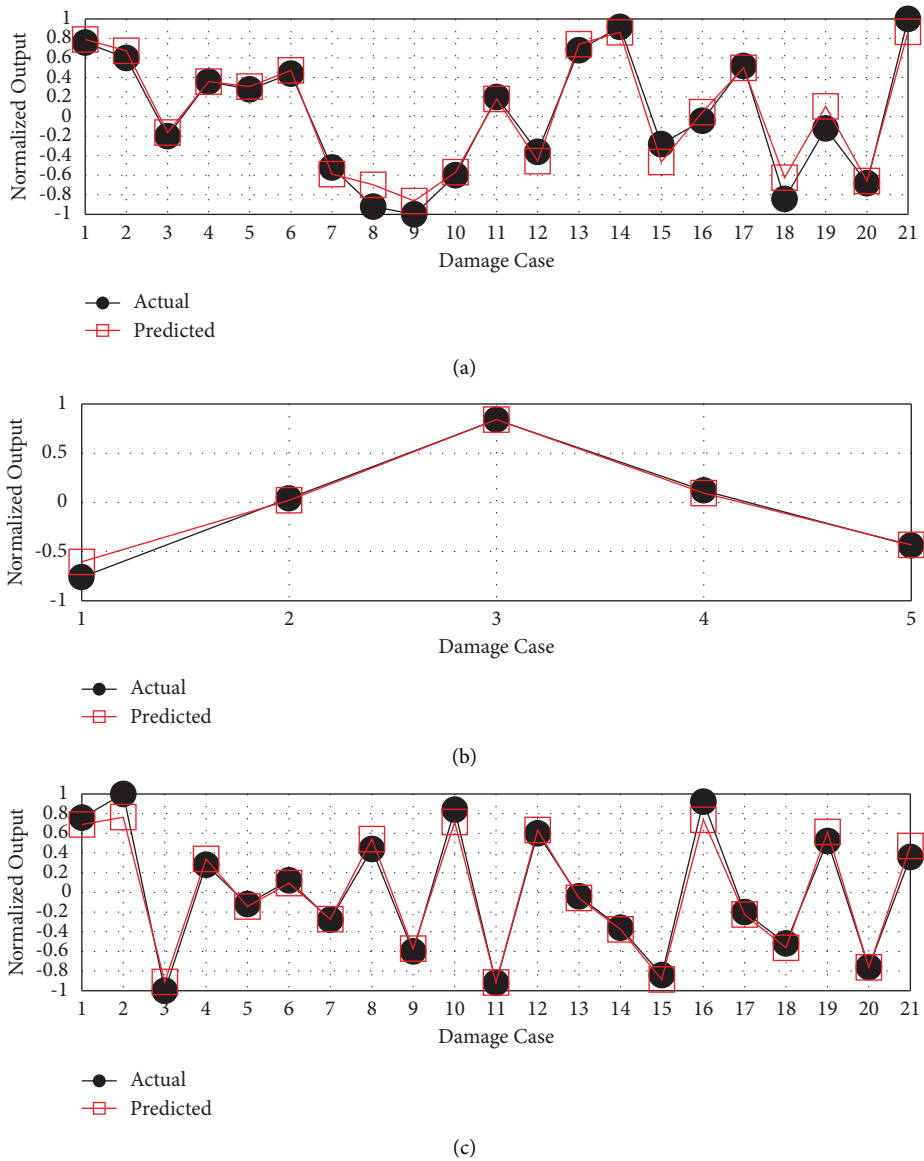 Normalized Output
1
0.8
0.6
0.4
0.2
0
-0.2
-0.4
-0.6
-0.8
-1
1 2 3 4 5 6 7 8 9 10 11 12 13 14 15 16 17 18 19 20 21
Damage Case
Actual
Predicted
(a)
Normalized Output
1
0.5
0
-0.5
-1
1 2 3 4 5
Damage Case
Actual
Predicted
(b)
Normalized Output
1
0.8
0.6
0.4
0.2
0
-0.2
-0.4
-0.6
-0.8
-1
1 2 3 4 5 6 7 8 9 10 11 12 13 14 15 16 17 18 19 20 21
Damage Case
Actual
Predicted
(c)